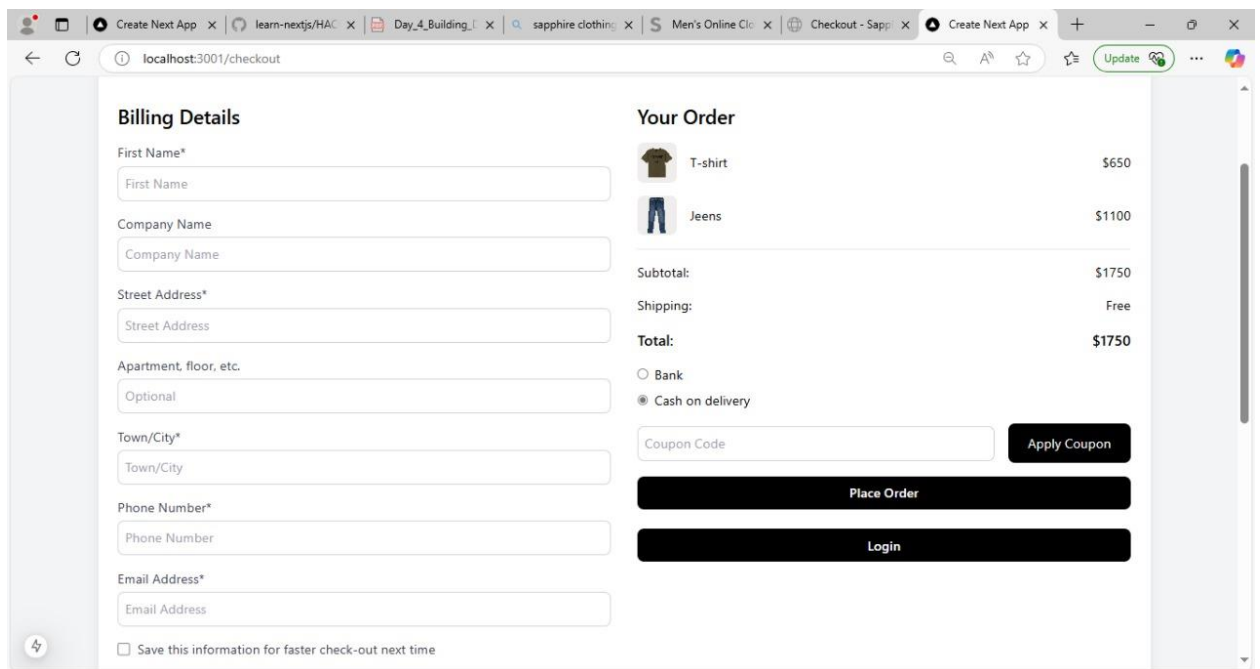 Create Next App
learn-nextjs/HAC
Day_4_Building_D
sapphire clothing
Men's Online Clo
Checkout - Sapp
Create Next App
localhost:3001/checkout
Update
Billing Details
First Name*
First Name
Company Name
Company Name
Street Address*
Street Address
Apartment, floor, etc.
Optional
Town/City*
Town/City
Phone Number*
Phone Number
Email Address*
Email Address
Save this information for faster check-out next time
Your Order
T-shirt $650
Jeens $1100
Subtotal: $1750
Shipping: Free
Total: $1750
Bank
Cash on delivery
Coupon Code Apply Coupon
Place Order
Login